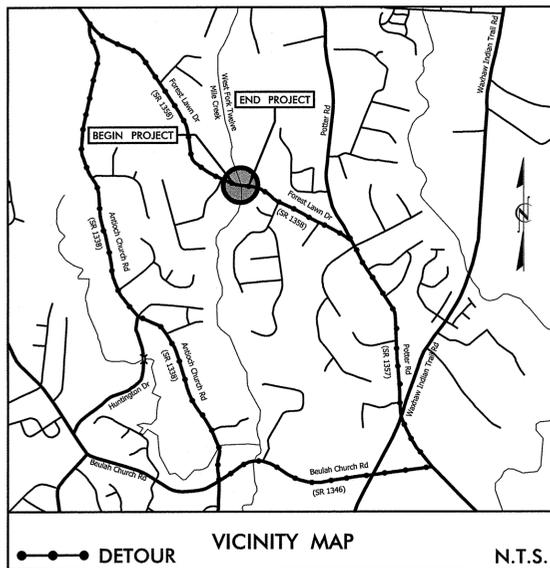 Waxhaw Indian Trail Rd
Forest Lawn Dr
(SR 1358)
West Fork Twelve
Mile Creek
END PROJECT
Potter Rd
BEGIN PROJECT
Forest Lawn Dr
(SR 1358)
Antioch Church Rd
(SR 1338)
Antioch Church Rd
(SR 1338)
Potter Rd
(SR 1357)
Waxhaw Indian Trail Rd
Huntington Dr
Beulah Church Rd
Beulah Church Rd
(SR 1346)
VICINITY MAP
DETOUR
N.T.S.